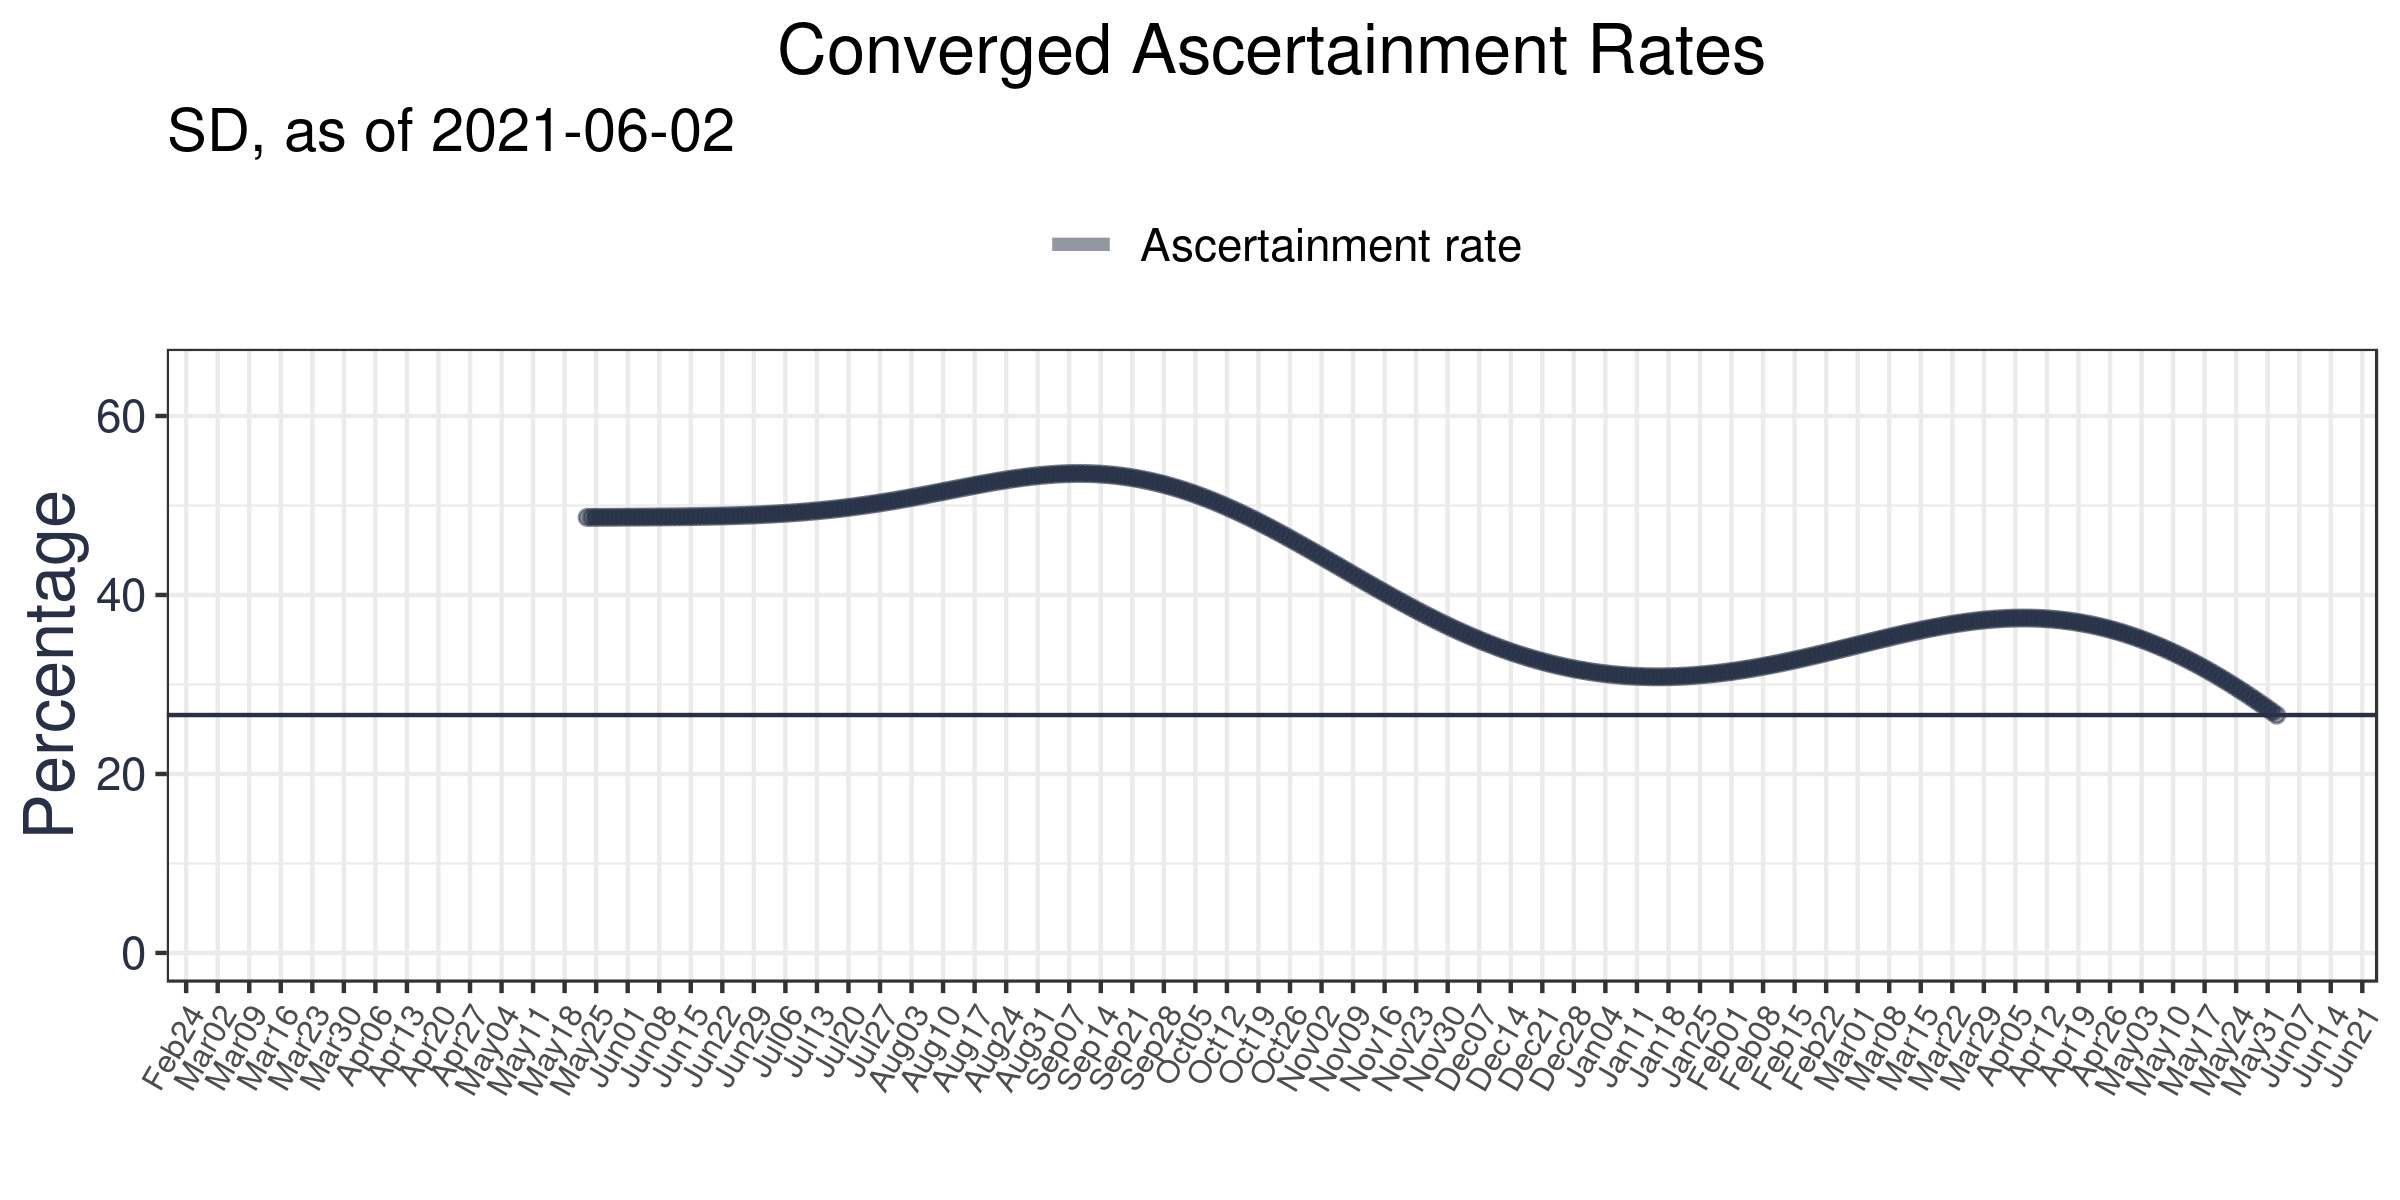 Converged Ascertainment Rates
SD, as of 2021-06-02
Ascertainment rate
Percentage
60
40
20
0
Feb24 Mar02 Mar09 Mar16 Mar23 Mar30 Apr06 Apr13 Apr20 Apr27 May04 May11 May18 May25 Jun01 Jun08 Jun15 Jun22 Jun29 Jul06 Jul13 Jul20 Jul27 Aug03 Aug10 Aug17 Aug24 Aug31 Sep07 Sep14 Sep21 Sep28 Oct05 Oct12 Oct19 Oct26 Nov02 Nov09 Nov16 Nov23 Nov30 Dec07 Dec14 Dec21 Dec28 Jan04 Jan11 Jan18 Jan25 Feb01 Feb08 Feb15 Feb22 Mar01 Mar08 Mar15 Mar22 Mar29 Apr05 Apr12 Apr19 Apr26 May03 May10 May17 May24 May31 Jun07 Jun14 Jun21